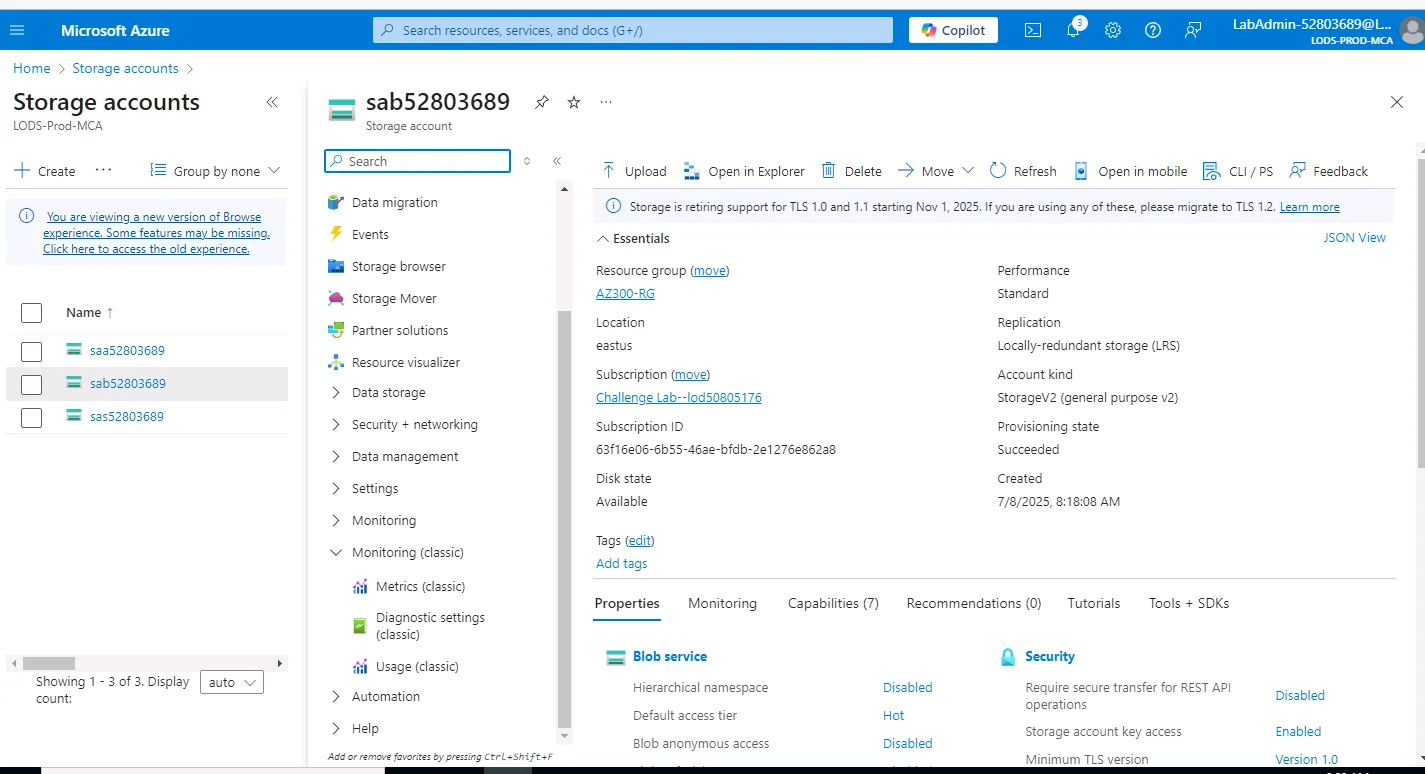 Microsoft Azure
Search resources, services, and docs (G+/)
Copilot
3
LabAdmin-52803689@L...
LODS-PROD-MCA
Home > Storage accounts >
Storage accounts
LODS-Prod-MCA
Create
Group by none
You are viewing a new version of Browse
experience. Some features may be missing.
Click here to access the old experience.
Name ↑
saa52803689
sab52803689
sas52803689
Showing 1 - 3 of 3. Display
count:
auto
sab52803689
Storage account
Search
Data migration
Events
Storage browser
Storage Mover
Partner solutions
Resource visualizer
Data storage
Security + networking
Data management
Settings
Monitoring
Monitoring (classic)
Metrics (classic)
Diagnostic settings
(classic)
Usage (classic)
Automation
Help
Add or remove favorites by pressing Ctrl+Shift+F
Upload Open in Explorer Delete Move Refresh Open in mobile CLI / PS Feedback
Storage is retiring support for TLS 1.0 and 1.1 starting Nov 1, 2025. If you are using any of these, please migrate to TLS 1.2. Learn more
Essentials
JSON View
Resource group (move)
AZ300-RG
Location
eastus
Subscription (move)
Challenge Lab--lod50805176
Subscription ID
63f16e06-6b55-46ae-bfdb-2e1276e862a8
Disk state
Available
Performance
Standard
Replication
Locally-redundant storage (LRS)
Account kind
StorageV2 (general purpose v2)
Provisioning state
Succeeded
Created
7/8/2025, 8:18:08 AM
Tags (edit)
Add tags
Properties Monitoring Capabilities (7) Recommendations (0) Tutorials Tools + SDKs
Blob service
Hierarchical namespace Disabled
Default access tier Hot
Blob anonymous access Disabled
Security
Require secure transfer for REST API
operations Disabled
Storage account key access Enabled
Minimum TLS version Version 1.0